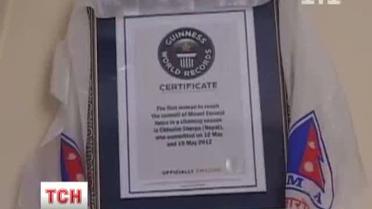 GUINNESS
WORLD RECORDS
CERTIFICATE
The first woman to reach
the summit of Mount Everest
twice in a climbing season
is Chhurim Sherpa (Nepal),
who summitted on 12 May
and 19 May 2012
OFFICIALLY AMAZING
M A
ТСН